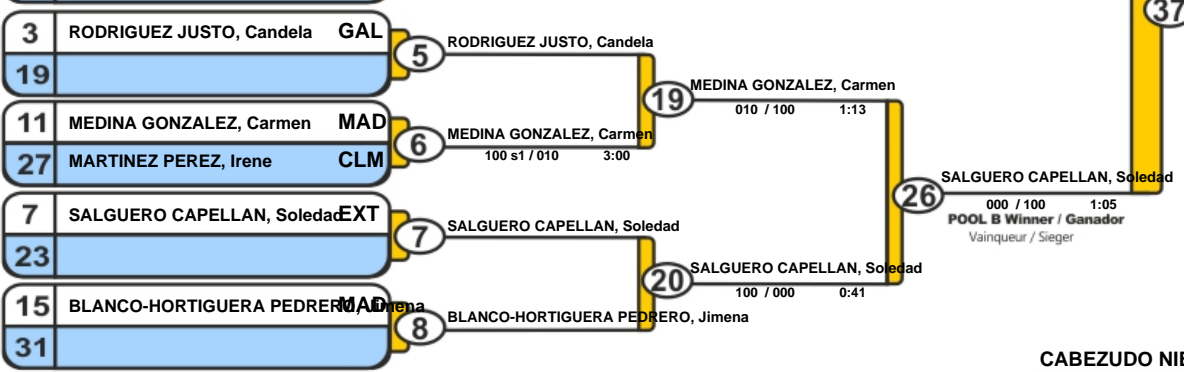 37
3 RODRIGUEZ JUSTO, Candela GAL
19
5 RODRIGUEZ JUSTO, Candela
11 MEDINA GONZALEZ, Carmen MAD
27 MARTINEZ PEREZ, Irene CLM
6 MEDINA GONZALEZ, Carmen
100 s1 / 010 3:00
19 MEDINA GONZALEZ, Carmen
010 / 100 1:13
7 SALGUERO CAPELLAN, Soledad EXT
23
7 SALGUERO CAPELLAN, Soledad
15 BLANCO-HORTIGUERA PEDRERO, Jimena MAD
31
8 BLANCO-HORTIGUERA PEDRERO, Jimena
20 SALGUERO CAPELLAN, Soledad
100 / 000 0:41
26 SALGUERO CAPELLAN, Soledad
000 / 100 1:05
POOL B Winner / Ganador
Vainqueur / Sieger
CABEZUDO